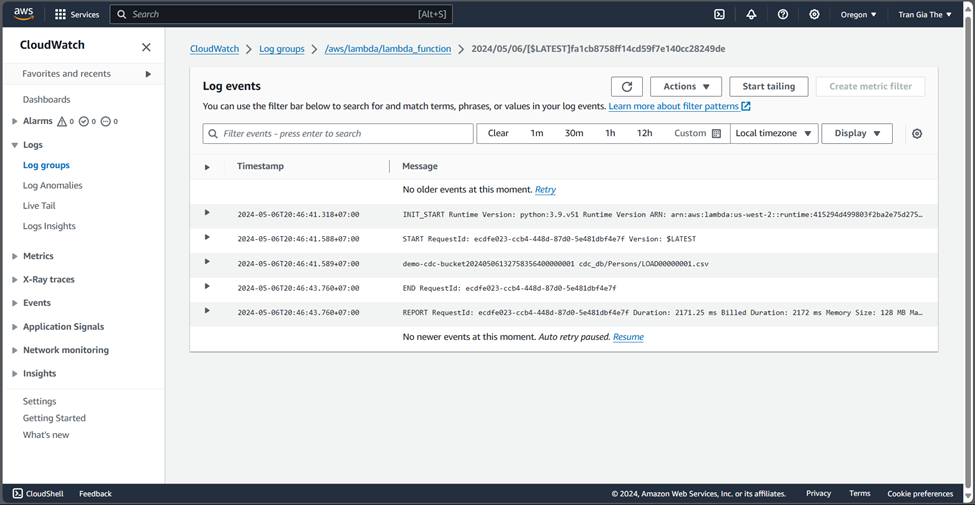 aws Services Search [Alt+S] Oregon Tran Gia The
CloudWatch
Favorites and recents
Dashboards
Alarms 0 0 0
Logs
Log groups
Log Anomalies
Live Tail
Logs Insights
Metrics
X-Ray traces
Events
Application Signals
Network monitoring
Insights
Settings
Getting Started
What's new
CloudWatch Log groups /aws/lambda/lambda_function 2024/05/06/[$LATEST]fa1cb8758ff14cd59f7e140cc28249de
Log events
Actions Start tailing Create metric filter
You can use the filter bar below to search for and match terms, phrases, or values in your log events. Learn more about filter patterns
Filter events - press enter to search Clear 1m 30m 1h 12h Custom Local timezone Display
Timestamp Message
No older events at this moment. Retry
2024-05-06T20:46:41.318+07:00 INIT_START Runtime Version: python:3.9.v51 Runtime Version ARN: arn:aws:lambda:us-west-2::runtime:415294d499803f2ba2e75d275…
2024-05-06T20:46:41.588+07:00 START RequestId: ecdfe023-ccb4-448d-87d0-5e481dbf4e7f Version: $LATEST
2024-05-06T20:46:41.589+07:00 demo-cdc-bucket20240506132758356400000001 cdc_db/Persons/LOAD00000001.csv
2024-05-06T20:46:43.760+07:00 END RequestId: ecdfe023-ccb4-448d-87d0-5e481dbf4e7f
2024-05-06T20:46:43.760+07:00 REPORT RequestId: ecdfe023-ccb4-448d-87d0-5e481dbf4e7f Duration: 2171.25 ms Billed Duration: 2172 ms Memory Size: 128 MB Ma…
No newer events at this moment. Auto retry paused. Resume
CloudShell Feedback © 2024, Amazon Web Services, Inc. or its affiliates. Privacy Terms Cookie preferences